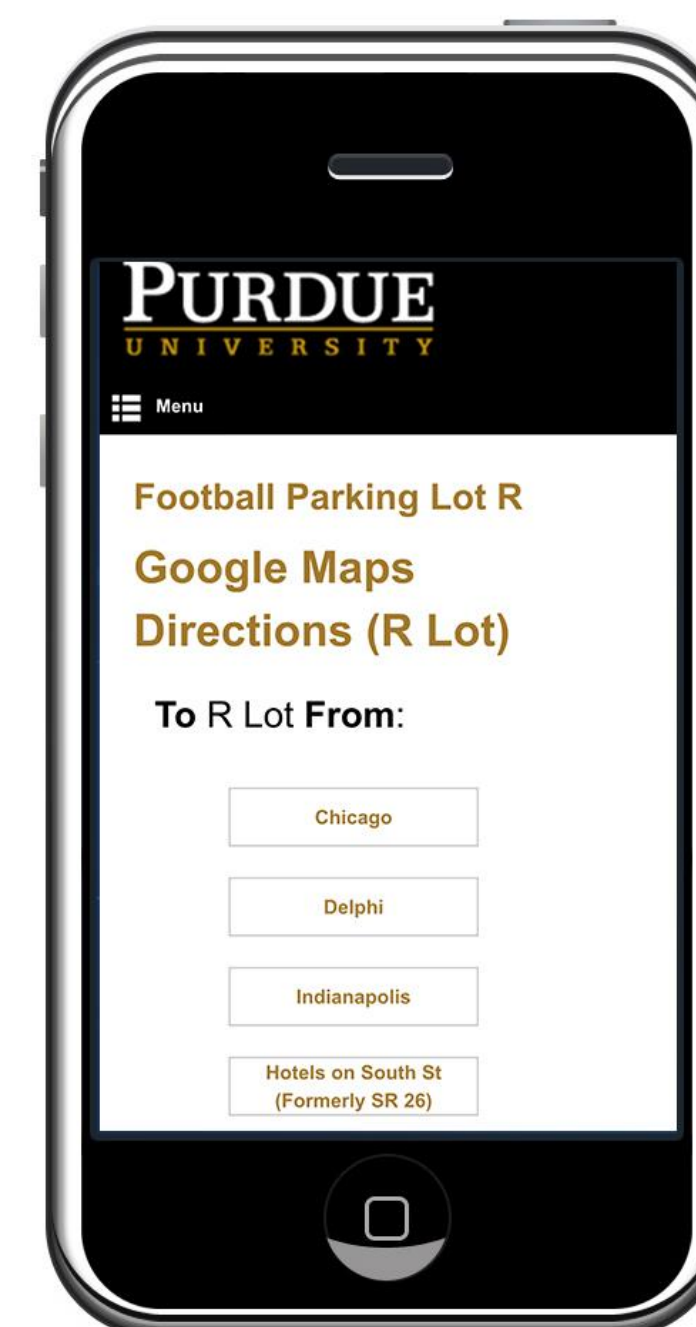 PURDUE
UNIVERSITY
Menu
Football Parking Lot R
Google Maps
Directions (R Lot)
To R Lot From:
Chicago
Delphi
Indianapolis
Hotels on South St
(Formerly SR 26)